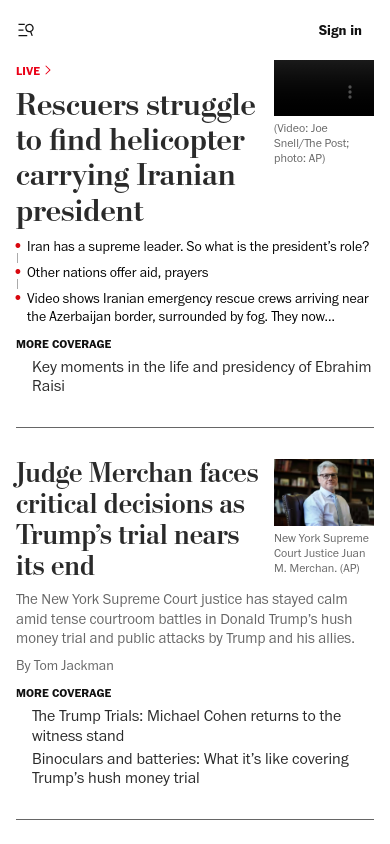 Sign in
LIVE
Rescuers struggle
to find helicopter
carrying Iranian
president
(Video: Joe
Snell/The Post;
photo: AP)
Iran has a supreme leader. So what is the president’s role?
Other nations offer aid, prayers
Video shows Iranian emergency rescue crews arriving near
the Azerbaijan border, surrounded by fog. They now...
MORE COVERAGE
Key moments in the life and presidency of Ebrahim
Raisi
Judge Merchan faces
critical decisions as
Trump’s trial nears
its end
New York Supreme
Court Justice Juan
M. Merchan. (AP)
The New York Supreme Court justice has stayed calm
amid tense courtroom battles in Donald Trump’s hush
money trial and public attacks by Trump and his allies.
By Tom Jackman
MORE COVERAGE
The Trump Trials: Michael Cohen returns to the
witness stand
Binoculars and batteries: What it’s like covering
Trump’s hush money trial